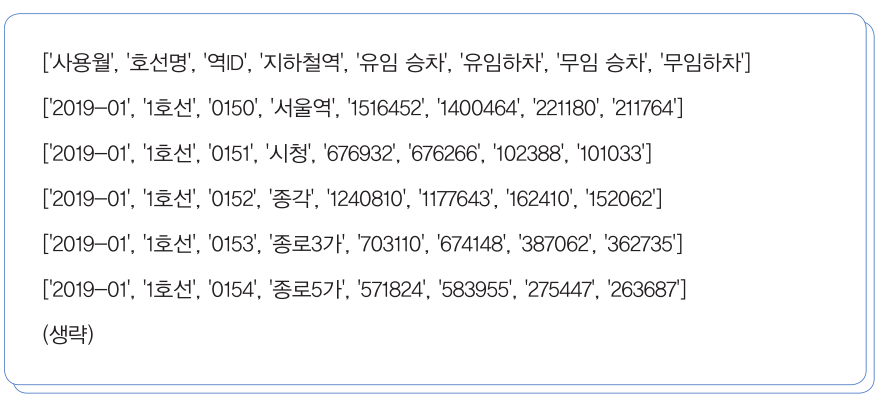 ['사용월', '호선명', '역ID', '지하철역', '유임 승차', '유임하차', '무임 승차', '무임하차']
['2019-01', '1호선', '0150', '서울역', '1516452', '1400464', '221180', '211764']
['2019-01', '1호선', '0151', '시청', '676932', '676266', '102388', '101033']
['2019-01', '1호선', '0152', '종각', '1240810', '1177643', '162410', '152062']
['2019-01', '1호선', '0153', '종로3가', '703110', '674148', '387062', '362735']
['2019-01', '1호선', '0154', '종로5가', '571824', '583955', '275447', '263687']
(생략)